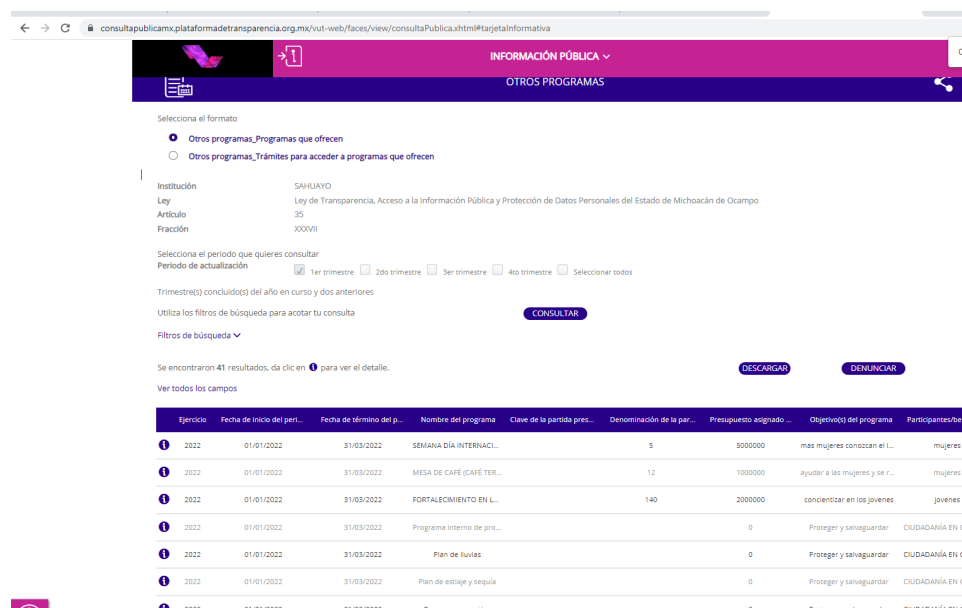 consultapublicamx.plataformadetransparencia.org.mx/vut-web/faces/view/consultaPublica.xhtml#tarjetaInformativa
INFORMACIÓN PÚBLICA
OTROS PROGRAMAS
Selecciona el formato
Otros programas_Programas que ofrecen
Otros programas_Trámites para acceder a programas que ofrecen
Institución SAHUAYO
Ley Ley de Transparencia, Acceso a la Información Pública y Protección de Datos Personales del Estado de Michoacán de Ocampo
Artículo 35
Fracción XXXVII
Selecciona el periodo que quieres consultar
Periodo de actualización 1er trimestre 2do trimestre 3er trimestre 4to trimestre Seleccionar todos
Trimestre(s) concluido(s) del año en curso y dos anteriores
Utiliza los filtros de búsqueda para acotar tu consulta CONSULTAR
Filtros de búsqueda
Se encontraron 41 resultados, da clic en i para ver el detalle. DESCARGAR DENUNCIAR
Ver todos los campos
Ejercicio Fecha de inicio del peri... Fecha de término del p... Nombre del programa Clave de la partida pres... Denominación de la par... Presupuesto asignado ... Objetivo(s) del programa Participantes/be
2022 01/01/2022 31/03/2022 SEMANA DÍA INTERNACI... 5 5000000 mas mujeres conozcan el i... mujeres
2022 01/01/2022 31/03/2022 MESA DE CAFÉ (CAFÉ TER... 12 1000000 ayudar a las mujeres y se r... mujeres
2022 01/01/2022 31/03/2022 FORTALECIMIENTO EN L... 140 2000000 concientizar en los jovenes jovenes
2022 01/01/2022 31/03/2022 Programa interno de pro... 0 Proteger y salvaguardar CIUDADANÍA EN
2022 01/01/2022 31/03/2022 Plan de lluvias 0 Proteger y salvaguardar CIUDADANÍA EN
2022 01/01/2022 31/03/2022 Plan de estiaje y sequía 0 Proteger y salvaguardar CIUDADANÍA EN